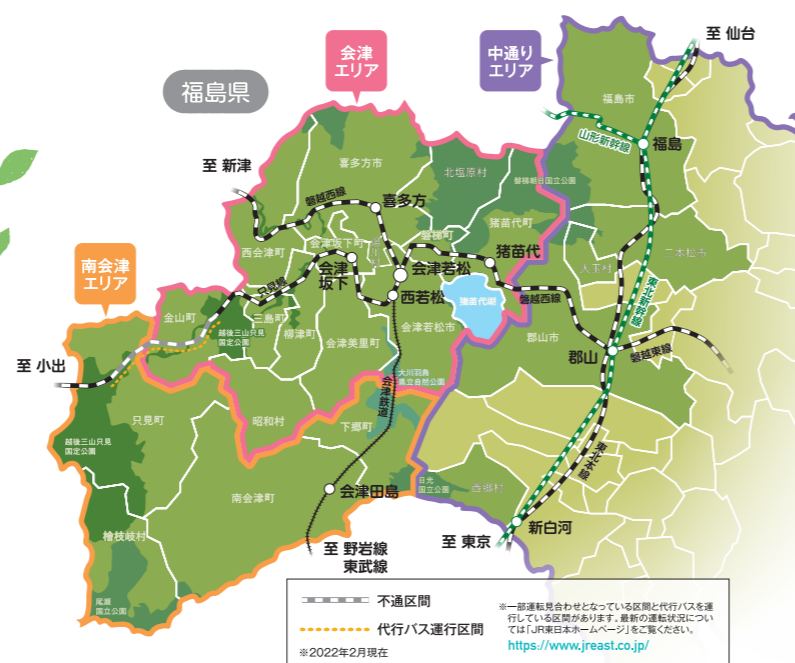 至 仙台
会津
エリア
中通り
エリア
福島県
福島市
山形新幹線
福島
至 新津
喜多方市
北塩原村
磐梯朝日国立公園
磐越西線
喜多方
猪苗代町
磐梯町
西会津町
会津坂下町
湯川村
猪苗代
大玉村
二本松市
会津
坂下
会津若松
南会津
エリア
只見線
西若松
猪苗代湖
磐越西線
東北新幹線
金山町
三島町
越後三山只見
国定公園
柳津町
会津美里町
会津若松市
郡山市
郡山
磐越東線
至 小出
大川羽鳥
県立自然公園
会津鉄道
只見町
昭和村
下郷町
越後三山只見
国定公園
東北本線
南会津町
会津田島
日光
国立公園
西郷村
新白河
檜枝岐村
至 東京
至 野岩線
東武線
尾瀬
国立公園
不通区間
代行バス運行区間
※2022年2月現在
※一部運転見合わせとなっている区間と代行バスを運
行している区間があります。最新の運転状況につい
ては「JR東日本ホームページ」をご覧ください。
https://www.jreast.co.jp/